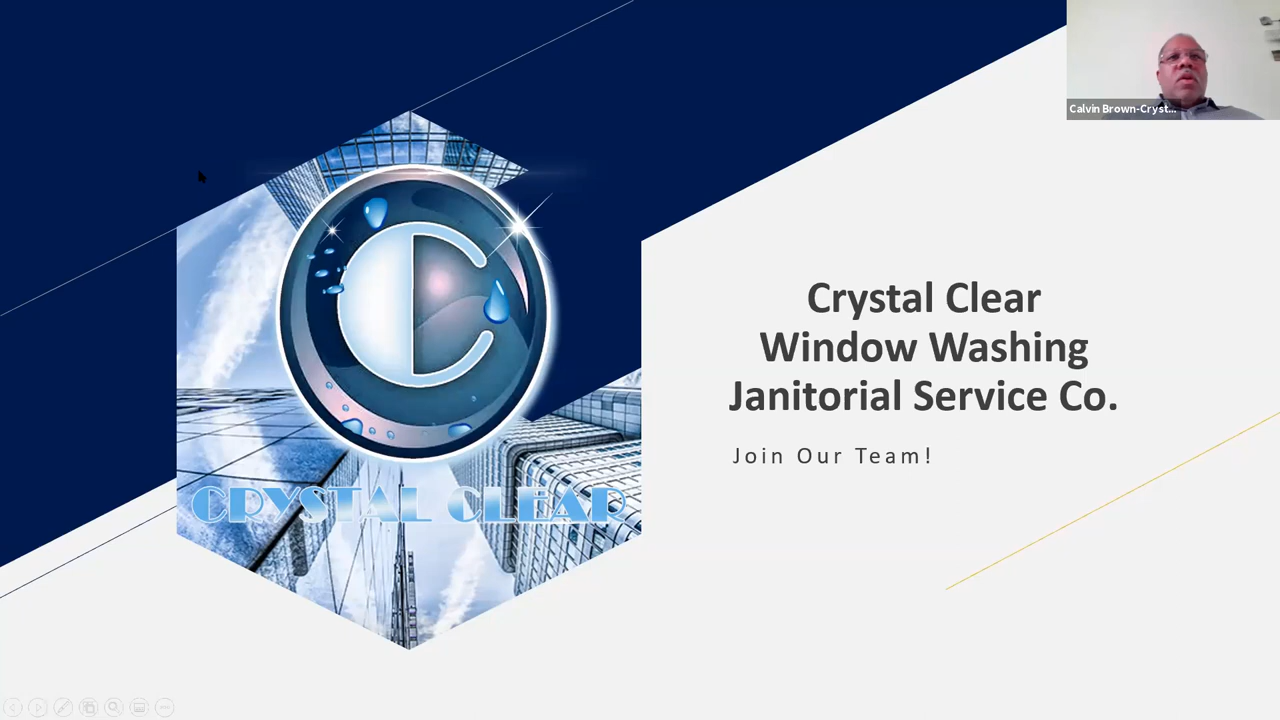 Calvin Brown-Cryst...
Crystal Clear
Window Washing
Janitorial Service Co.
Join Our Team!
CRYSTAL CLEAR